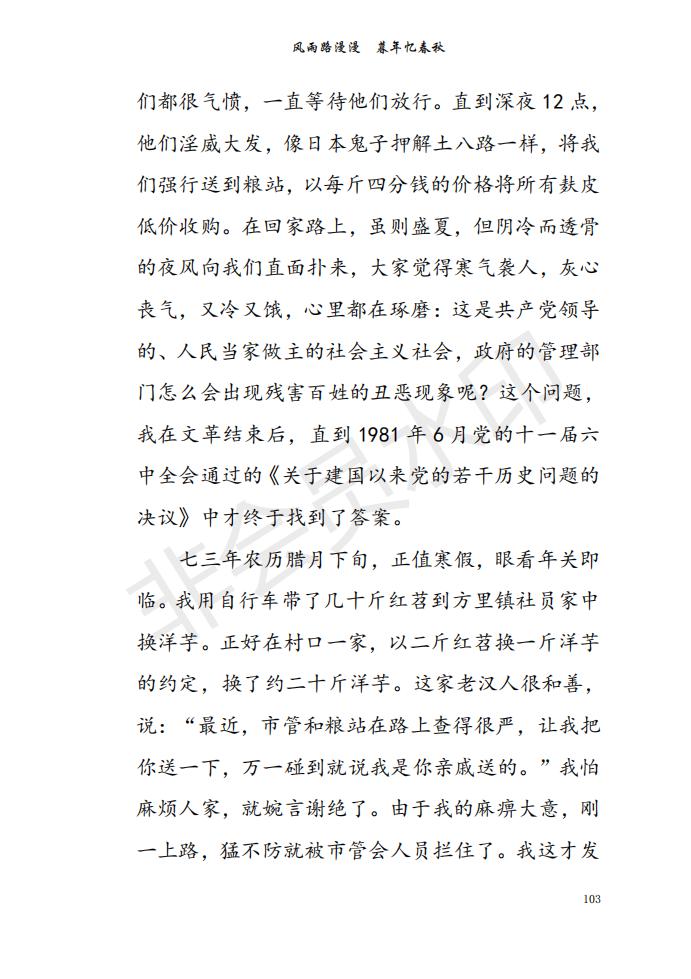 风雨路漫漫　暮年忆春秋
们都很气愤，一直等待他们放行。直到深夜 12 点，
他们淫威大发，像日本鬼子押解土八路一样，将我
们强行送到粮站，以每斤四分钱的价格将所有麸皮
低价收购。在回家路上，虽则盛夏，但阴冷而透骨
的夜风向我们直面扑来，大家觉得寒气袭人，灰心
丧气，又冷又饿，心里都在琢磨：这是共产党领导
的、人民当家做主的社会主义社会，政府的管理部
门怎么会出现残害百姓的丑恶现象呢？这个问题，
我在文革结束后，直到 1981 年 6 月党的十一届六
中全会通过的《关于建国以来党的若干历史问题的
决议》中才终于找到了答案。
七三年农历腊月下旬，正值寒假，眼看年关即
临。我用自行车带了几十斤红苕到方里镇社员家中
换洋芋。正好在村口一家，以二斤红苕换一斤洋芋
的约定，换了约二十斤洋芋。这家老汉人很和善，
说：“最近，市管和粮站在路上查得很严，让我把
你送一下，万一碰到就说我是你亲戚送的。”我怕
麻烦人家，就婉言谢绝了。由于我的麻痹大意，刚
一上路，猛不防就被市管会人员拦住了。我这才发
103
非会员水印